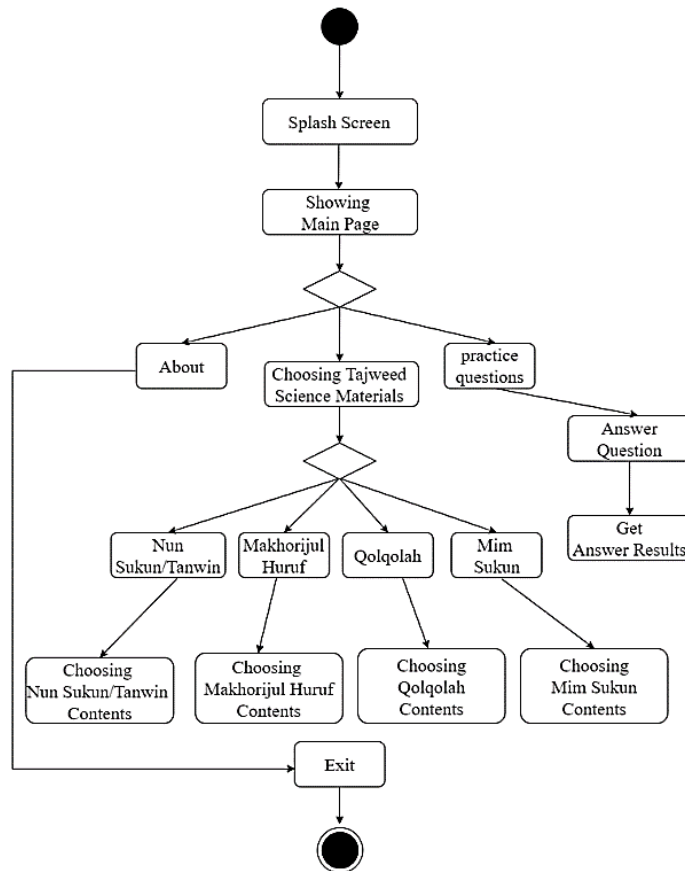 Splash Screen
Showing
Main Page
About
Choosing Tajweed
Science Materials
practice
questions
Answer
Question
Get
Answer Results
Nun
Sukun/Tanwin
Makhorijul
Huruf
Qolqolah
Mim
Sukun
Choosing
Nun Sukun/Tanwin
Contents
Choosing
Makhorijul Huruf
Contents
Choosing
Qolqolah
Contents
Choosing
Mim Sukun
Contents
Exit